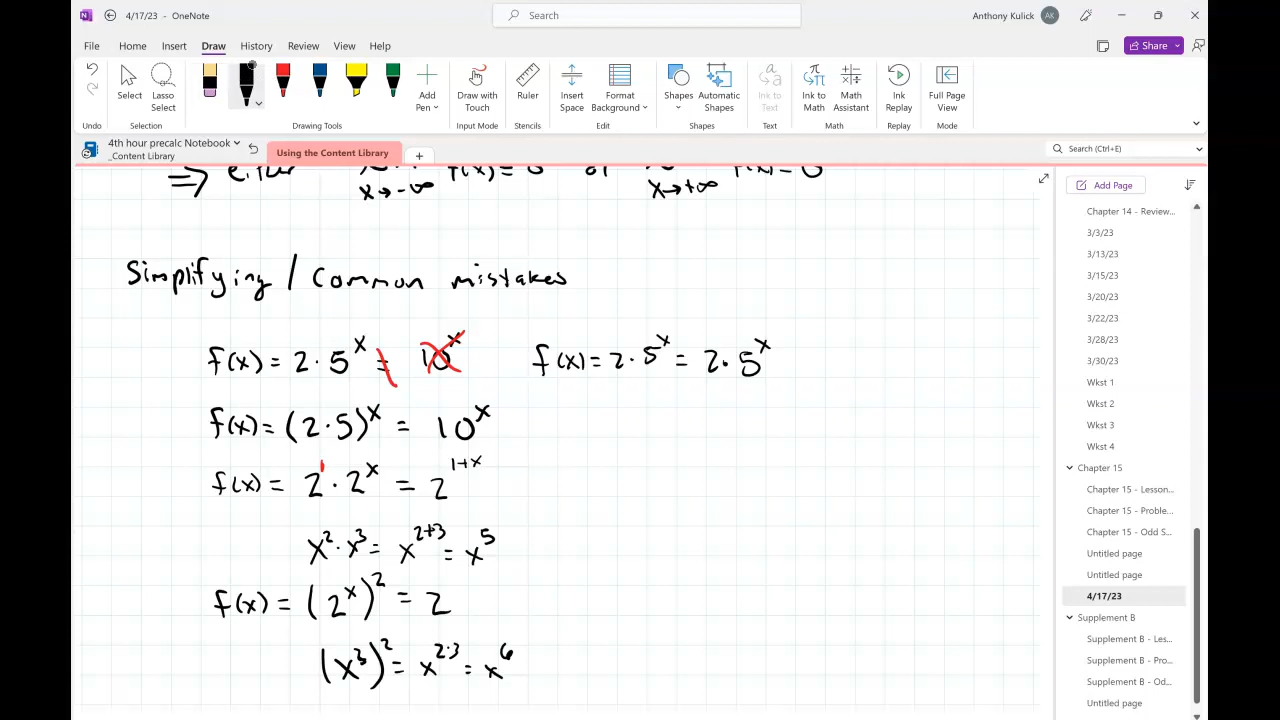 4/17/23 - OneNote
Search
Anthony Kulick
AK
File Home Insert Draw History Review View Help
Share
Undo
Select
Lasso Select
Add Pen
Draw with Touch
Ruler
Insert Space
Format Background
Shapes
Automatic Shapes
Ink to Text
Ink to Math
Math Assistant
Ink Replay
Full Page View
Undo Selection Drawing Tools Input Mode Stencils Edit Shapes Text Math Replay Mode
4th hour precalc Notebook
_Content Library
Using the Content Library
Search (Ctrl+E)
⇒ either x→-∞ f(x)=0 or x→+∞ f(x)=0
Simplifying / Common mistakes
f(x) = 2 · 5^x = 10^x f(x) = 2 · 5^x = 2 · 5^x
f(x) = (2 · 5)^x = 10^x
f(x) = 2^1 · 2^x = 2^(1+x)
x^2 · x^3 = x^(2+3) = x^5
f(x) = (2^x)^2 = 2
(x^3)^2 = x^(2·3) = x^6
Add Page
Chapter 14 - Review...
3/3/23
3/13/23
3/15/23
3/20/23
3/22/23
3/28/23
3/30/23
Wkst 1
Wkst 2
Wkst 3
Wkst 4
Chapter 15
Chapter 15 - Lesson...
Chapter 15 - Proble...
Chapter 15 - Odd S...
Untitled page
Untitled page
4/17/23
Supplement B
Supplement B - Les...
Supplement B - Pro...
Supplement B - Od...
Untitled page